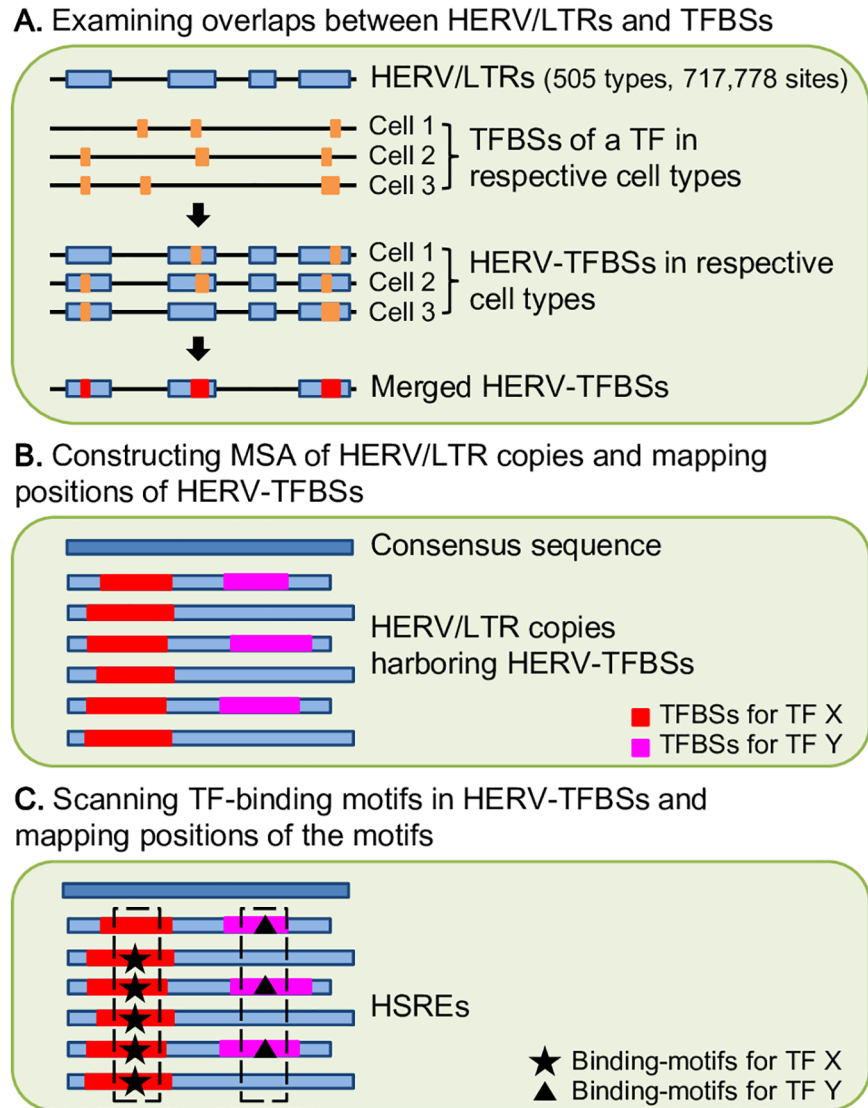 A. Examining overlaps between HERV/LTRs and TFBSs
HERV/LTRs (505 types, 717,778 sites)
Cell 1
Cell 2
Cell 3
TFBSs of a TF in
respective cell types
Cell 1
Cell 2
Cell 3
HERV-TFBSs in respective
cell types
Merged HERV-TFBSs
B. Constructing MSA of HERV/LTR copies and mapping
positions of HERV-TFBSs
Consensus sequence
HERV/LTR copies
harboring HERV-TFBSs
TFBSs for TF X
TFBSs for TF Y
C. Scanning TF-binding motifs in HERV-TFBSs and
mapping positions of the motifs
HSREs
Binding-motifs for TF X
Binding-motifs for TF Y